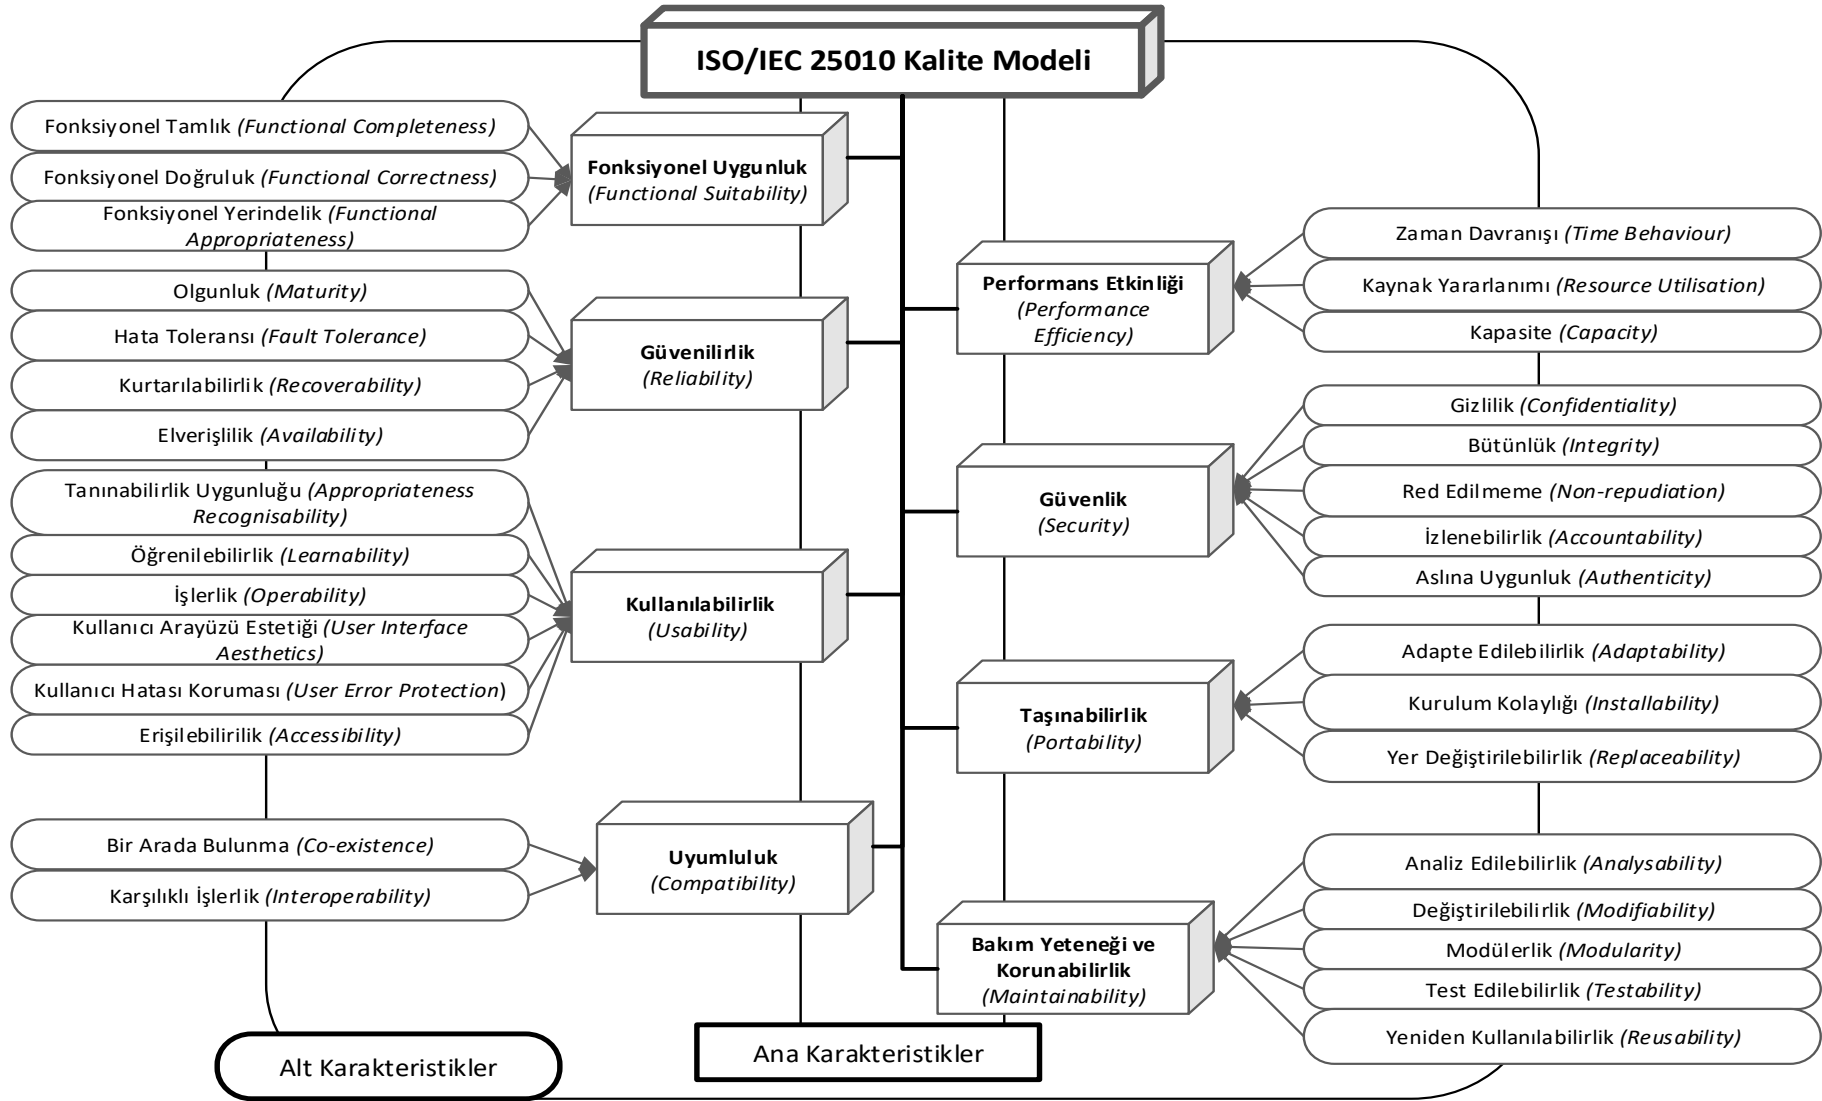 ISO/IEC 25010 Kalite Modeli
Fonksiyonel Tamlık (Functional Completeness)
Fonksiyonel Doğruluk (Functional Correctness)
Fonksiyonel Yerindelik (Functional
Appropriateness)
Fonksiyonel Uygunluk
(Functional Suitability)
Olgunluk (Maturity)
Hata Toleransı (Fault Tolerance)
Kurtarılabilirlik (Recoverability)
Elverişlilik (Availability)
Güvenilirlik
(Reliability)
Tanınabilirlik Uygunluğu (Appropriateness
Recognisability)
Öğrenilebilirlik (Learnability)
İşlerlik (Operability)
Kullanıcı Arayüzü Estetiği (User Interface
Aesthetics)
Kullanıcı Hatası Koruması (User Error Protection)
Erişilebilirilik (Accessibility)
Kullanılabilirlik
(Usability)
Bir Arada Bulunma (Co-existence)
Karşılıklı İşlerlik (Interoperability)
Uyumluluk
(Compatibility)
Performans Etkinliği
(Performance
Efficiency)
Zaman Davranışı (Time Behaviour)
Kaynak Yararlanımı (Resource Utilisation)
Kapasite (Capacity)
Güvenlik
(Security)
Gizlilik (Confidentiality)
Bütünlük (Integrity)
Red Edilmeme (Non-repudiation)
İzlenebilirlik (Accountability)
Aslına Uygunluk (Authenticity)
Taşınabilirlik
(Portability)
Adapte Edilebilirlik (Adaptability)
Kurulum Kolaylığı (Installability)
Yer Değiştirilebilirlik (Replaceability)
Bakım Yeteneği ve
Korunabilirlik
(Maintainability)
Analiz Edilebilirlik (Analysability)
Değiştirilebilirlik (Modifiability)
Modülerlik (Modularity)
Test Edilebilirlik (Testability)
Yeniden Kullanılabilirlik (Reusability)
Alt Karakteristikler
Ana Karakteristikler